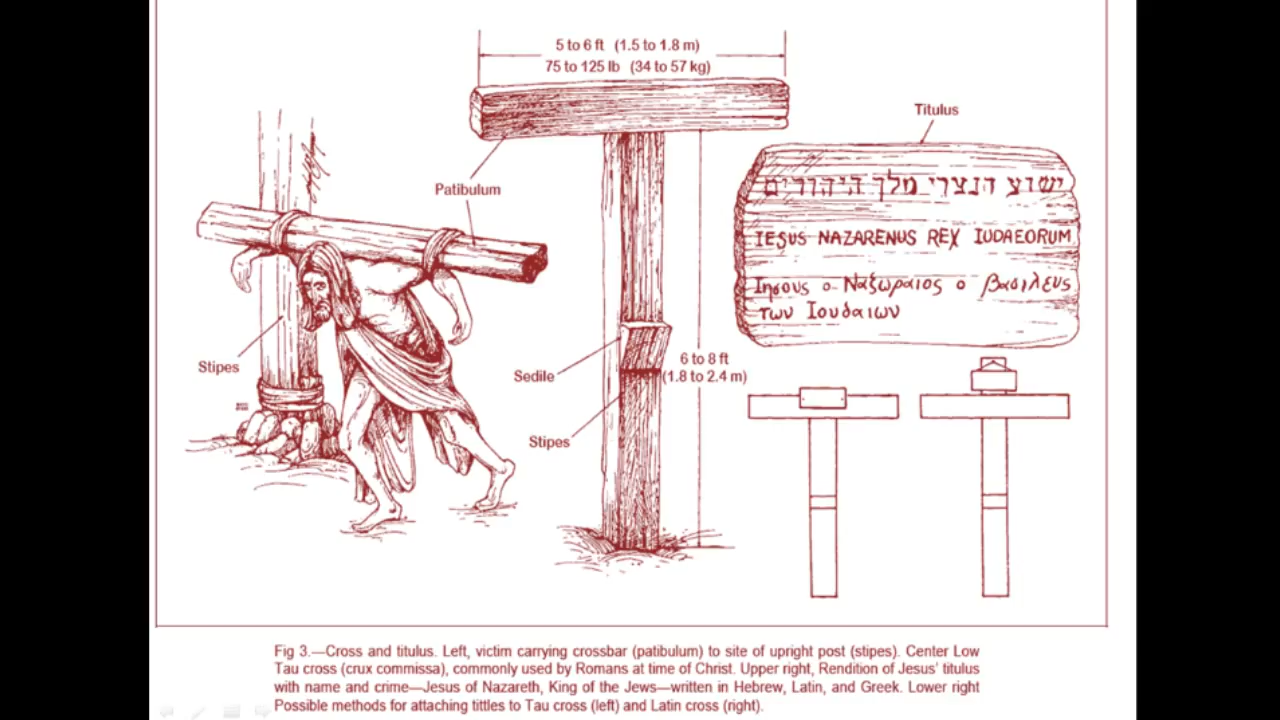 5 to 6 ft (1.5 to 1.8 m)
75 to 125 lb (34 to 57 kg)
Titulus
Patibulum
ישוע הנצרי מלך היהודים
IESUS NAZARENUS REX IUDAEORUM
Ιησους ο Ναξωραιος ο βασιλευς
των Ιουδαιων
Stipes
Sedile
6 to 8 ft
(1.8 to 2.4 m)
Stipes
Fig 3.—Cross and titulus. Left, victim carrying crossbar (patibulum) to site of upright post (stipes). Center Low
Tau cross (crux commissa), commonly used by Romans at time of Christ. Upper right, Rendition of Jesus' titulus
with name and crime—Jesus of Nazareth, King of the Jews—written in Hebrew, Latin, and Greek. Lower right
Possible methods for attaching tittles to Tau cross (left) and Latin cross (right).